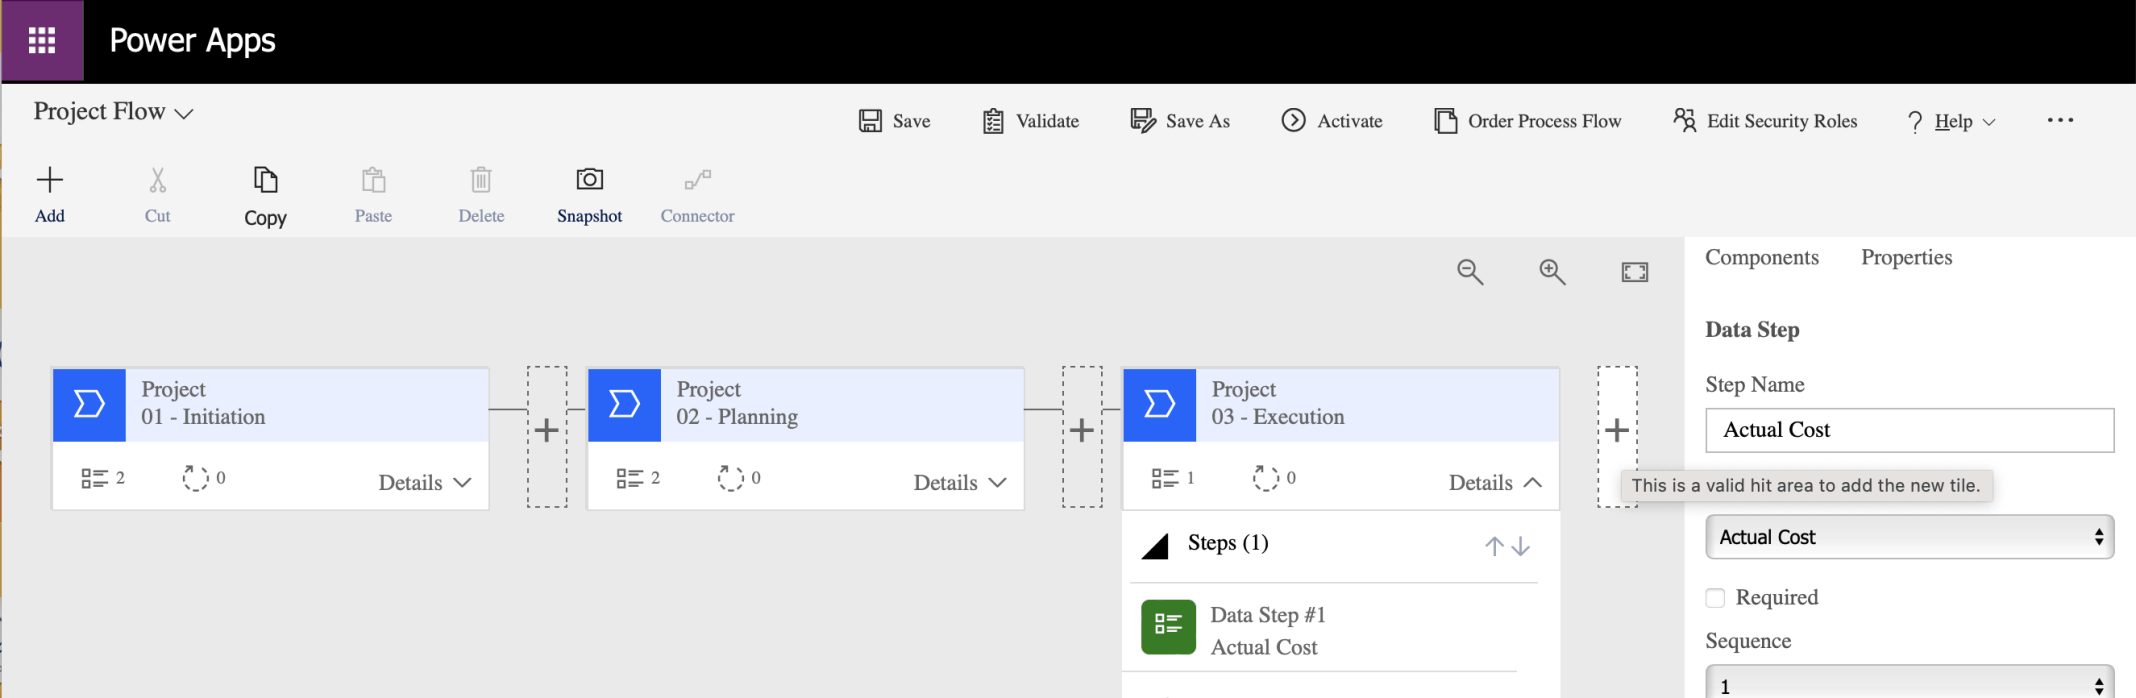 Power Apps
Project Flow
Save
Validate
Save As
Activate
Order Process Flow
Edit Security Roles
? Help
...
Add
Cut
Copy
Paste
Delete
Snapshot
Connector
Components
Properties
Project
01 - Initiation
2
0
Details
Project
02 - Planning
2
0
Details
Project
03 - Execution
1
0
Details
Steps (1)
Data Step #1
Actual Cost
Data Step
Step Name
Actual Cost
This is a valid hit area to add the new tile.
Actual Cost
Required
Sequence
1